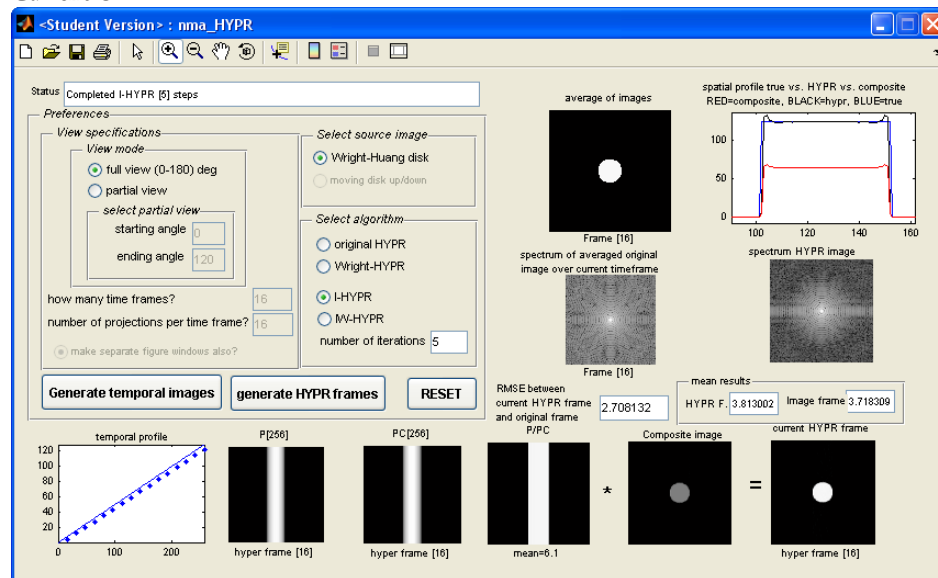 <Student Version> : nma_HYPR
Status Completed I-HYPR [5] steps
Preferences
View specifications
View mode
full view (0-180) deg
partial view
select partial view
starting angle 0
ending angle 120
how many time frames? 16
number of projections per time frame? 16
make separate figure windows also?
Select source image
Wright-Huang disk
moving disk up/down
Select algorithm
original HYPR
Wright-HYPR
I-HYPR
IW-HYPR
number of iterations 5
Generate temporal images
generate HYPR frames
RESET
average of images
Frame [16]
spatial profile true vs. HYPR vs. composite
RED=composite, BLACK=hypr, BLUE=true
100
50
0
100 120 140 160
spectrum of averaged original
image over current timeframe
Frame [16]
spectrum HYPR image
RMSE between
current HYPR frame
and original frame
2.708132
mean results
HYPR F. 3.813002 Image frame 3.718309
temporal profile
120
100
80
60
40
20
0 100 200
P[256]
hyper frame [16]
PC[256]
hyper frame [16]
P/PC
mean=6.1
*
Composite image
=
current HYPR frame
hyper frame [16]